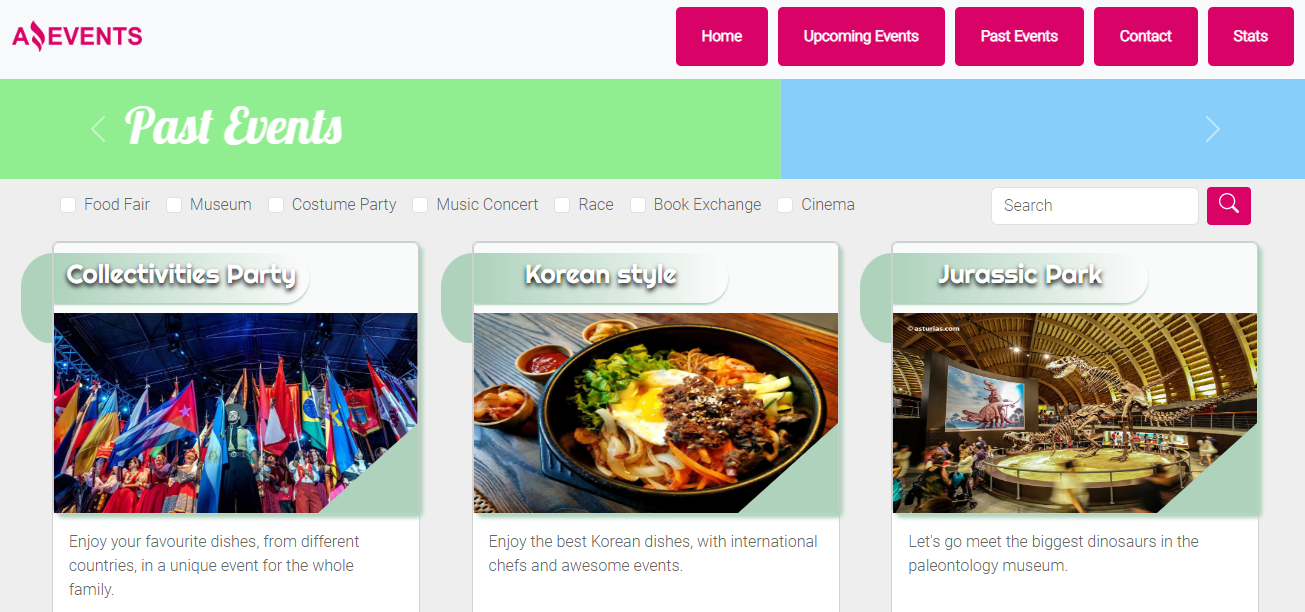 A EVENTS
Home
Upcoming Events
Past Events
Contact
Stats
Past Events
Food Fair
Museum
Costume Party
Music Concert
Race
Book Exchange
Cinema
Search
Collectivities Party
Korean style
Jurassic Park
© asturias.com
Enjoy your favourite dishes, from different
countries, in a unique event for the whole
family.
Enjoy the best Korean dishes, with international
chefs and awesome events.
Let's go meet the biggest dinosaurs in the
paleontology museum.